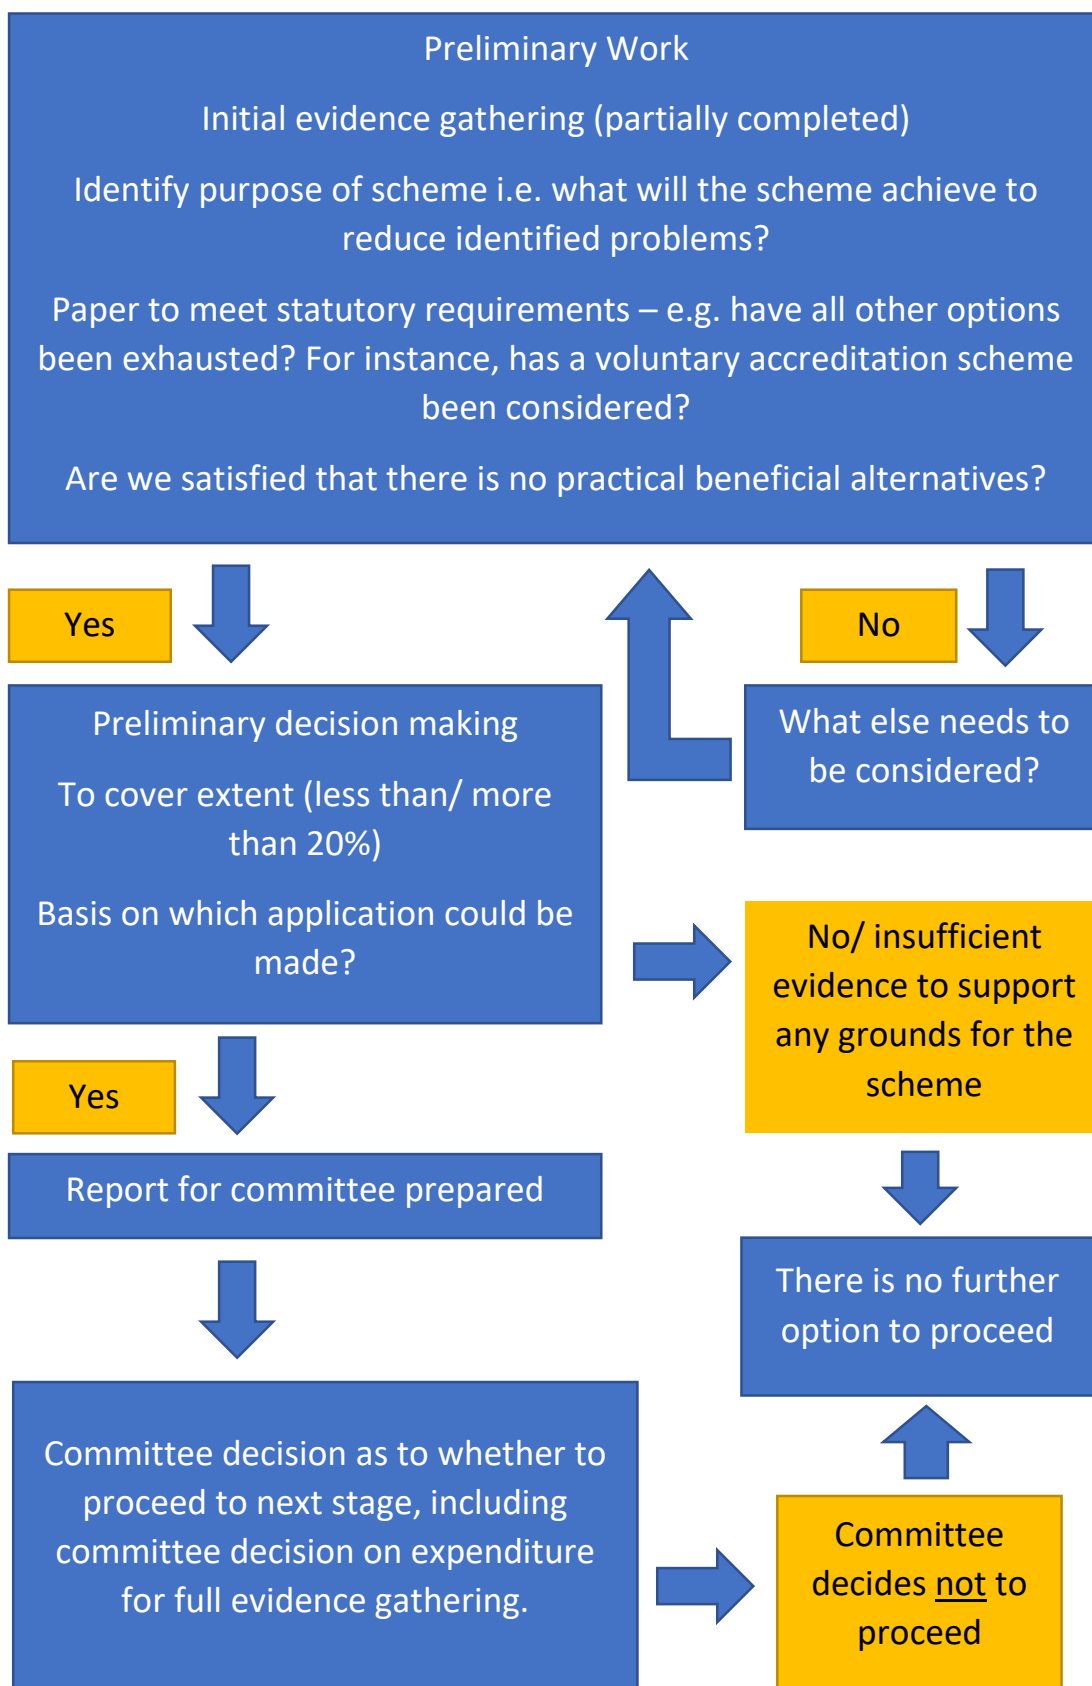 Preliminary Work
Initial evidence gathering (partially completed)
Identify purpose of scheme i.e. what will the scheme achieve to
reduce identified problems?
Paper to meet statutory requirements – e.g. have all other options
been exhausted? For instance, has a voluntary accreditation scheme
been considered?
Are we satisfied that there is no practical beneficial alternatives?
Yes
No
Preliminary decision making
To cover extent (less than/ more
than 20%)
Basis on which application could be
made?
What else needs to
be considered?
No/ insufficient
evidence to support
any grounds for the
scheme
Yes
Report for committee prepared
There is no further
option to proceed
Committee decision as to whether to
proceed to next stage, including
committee decision on expenditure
for full evidence gathering.
Committee
decides not to
proceed